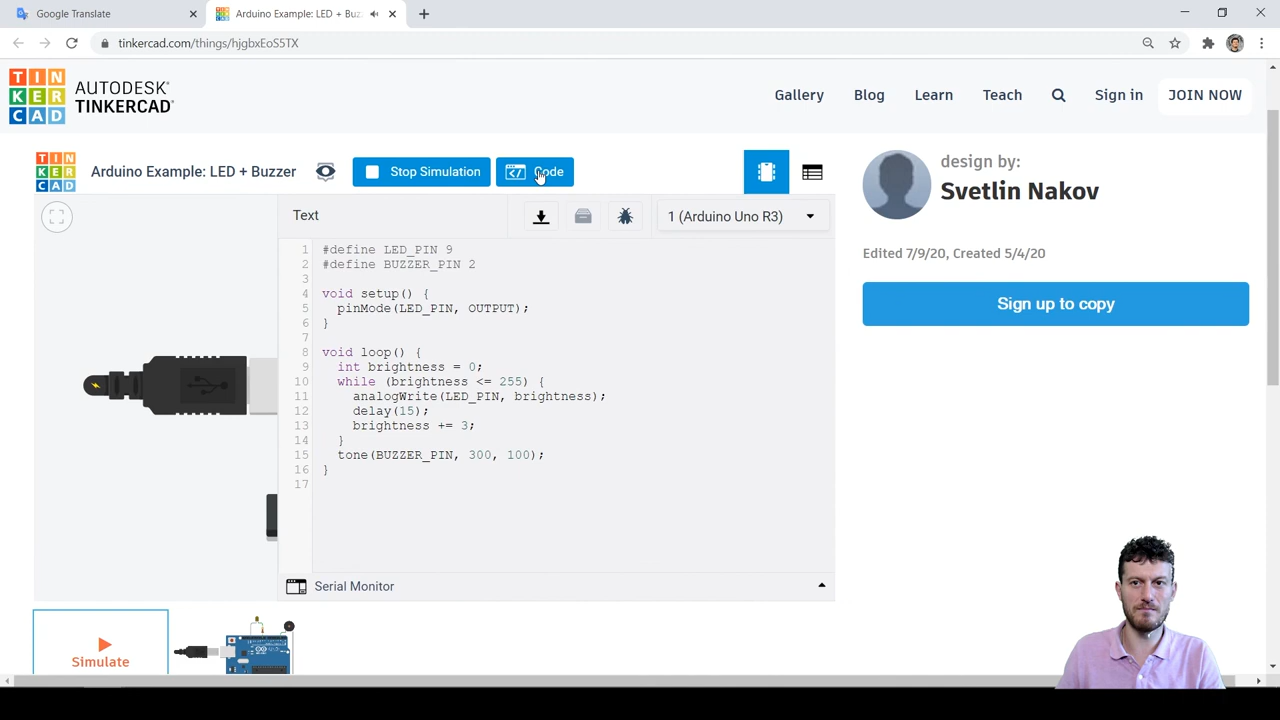 Google Translate
Arduino Example: LED + Buz
tinkercad.com/things/hjgbxEoS5TX
TIN
KER
CAD
AUTODESK®
TINKERCAD®
Gallery
Blog
Learn
Teach
Sign in
JOIN NOW
TIN
KER
CAD
Arduino Example: LED + Buzzer
Stop Simulation
Code
design by:
Svetlin Nakov
Edited 7/9/20, Created 5/4/20
Sign up to copy
Text
1 (Arduino Uno R3)
1 #define LED_PIN 9
2 #define BUZZER_PIN 2
3
4 void setup() {
5 pinMode(LED_PIN, OUTPUT);
6 }
7
8 void loop() {
9 int brightness = 0;
10 while (brightness <= 255) {
11 analogWrite(LED_PIN, brightness);
12 delay(15);
13 brightness += 3;
14 }
15 tone(BUZZER_PIN, 300, 100);
16 }
17
Serial Monitor
Simulate